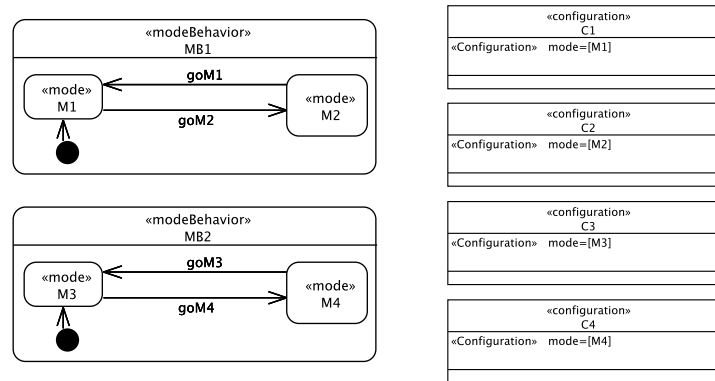 «modeBehavior»
MB1
«mode»
M1
goM1
goM2
«mode»
M2
«modeBehavior»
MB2
«mode»
M3
goM3
goM4
«mode»
M4
«configuration»
C1
«Configuration» mode=[M1]
«configuration»
C2
«Configuration» mode=[M2]
«configuration»
C3
«Configuration» mode=[M3]
«configuration»
C4
«Configuration» mode=[M4]